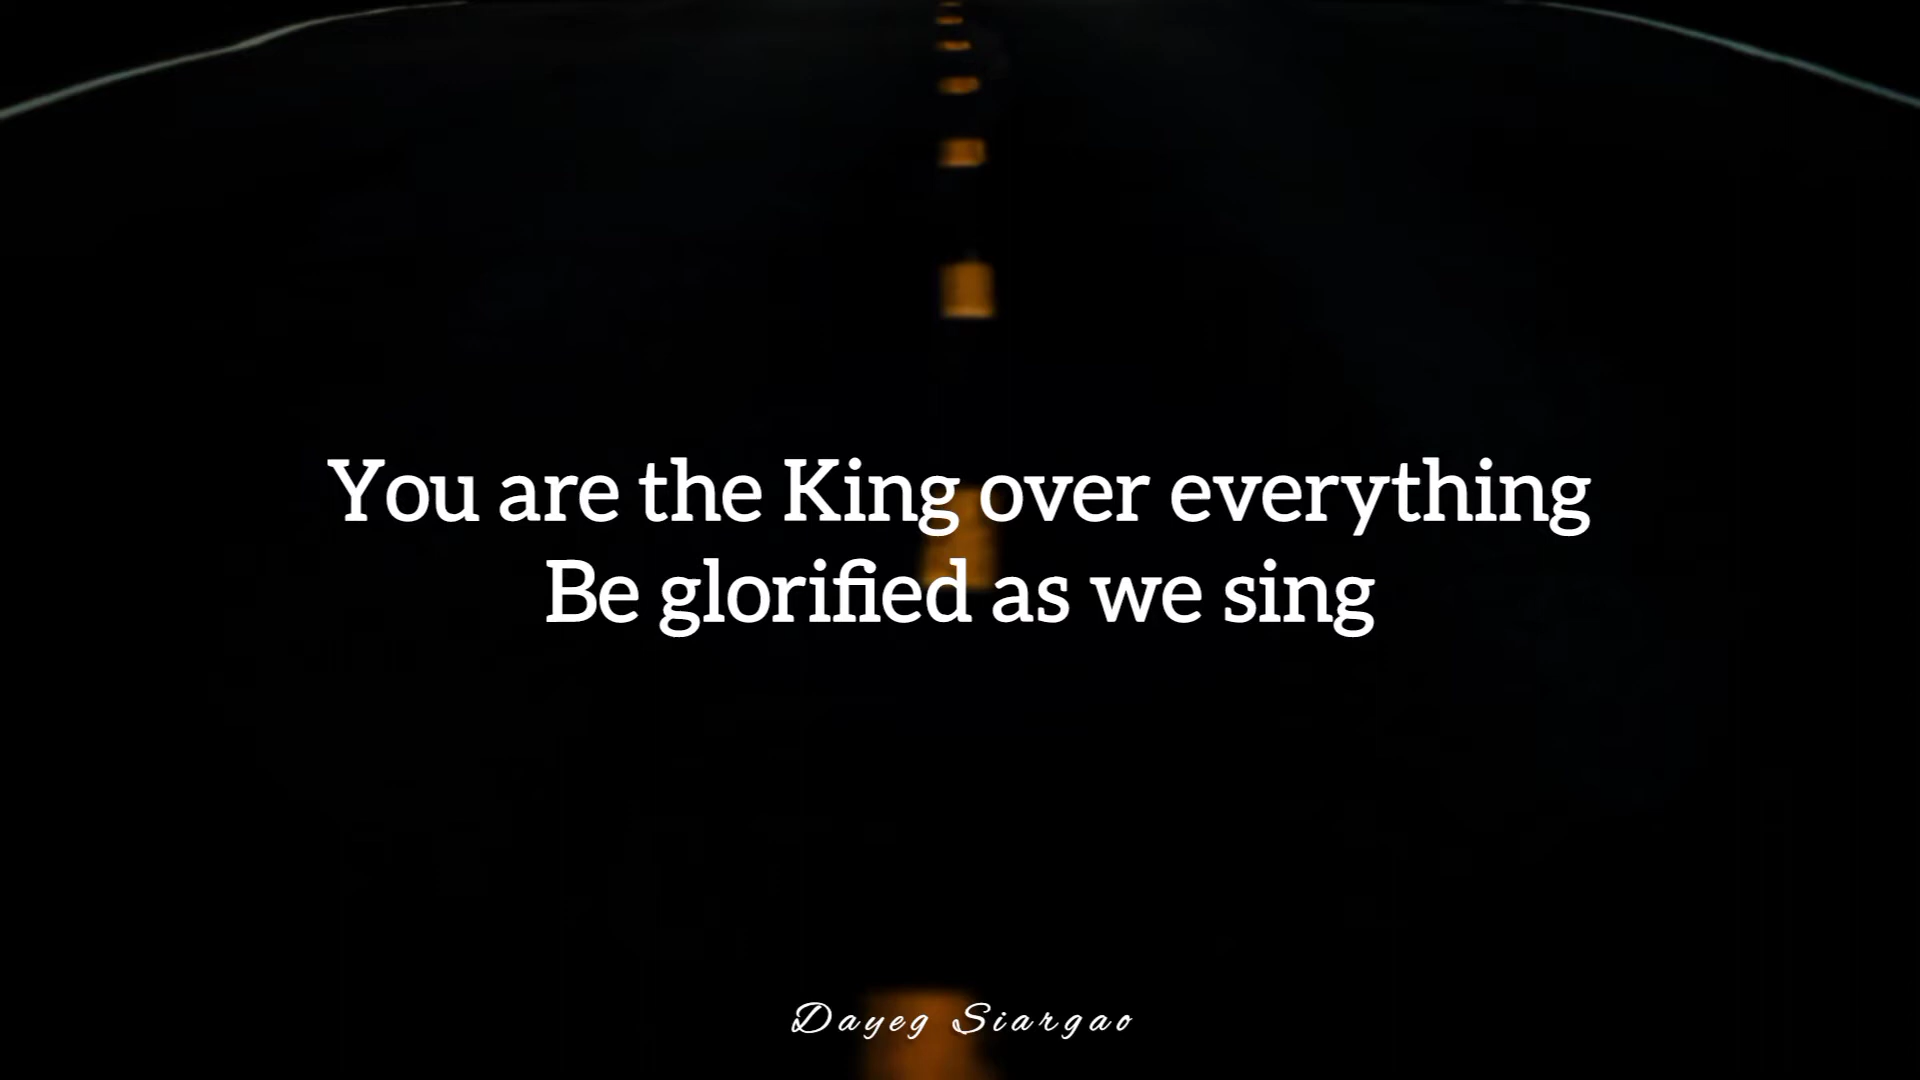 You are the King over everything
Be glorified as we sing
Dayeg Siargao